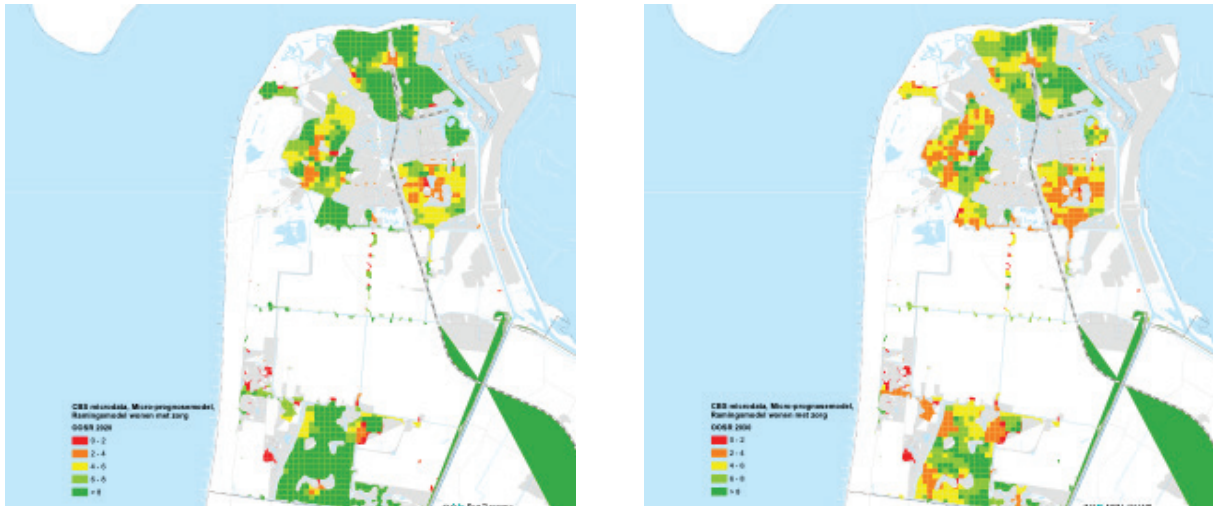 CBS microdata, Micro-prognosemodel,
Ramingsmodel wonen met zorg
OOSR 2020
0 - 2
2 - 4
4 - 6
6 - 8
> 8
CBS microdata, Micro-prognosemodel,
Ramingsmodel wonen met zorg
OOSR 2030
0 - 2
2 - 4
4 - 6
6 - 8
> 8